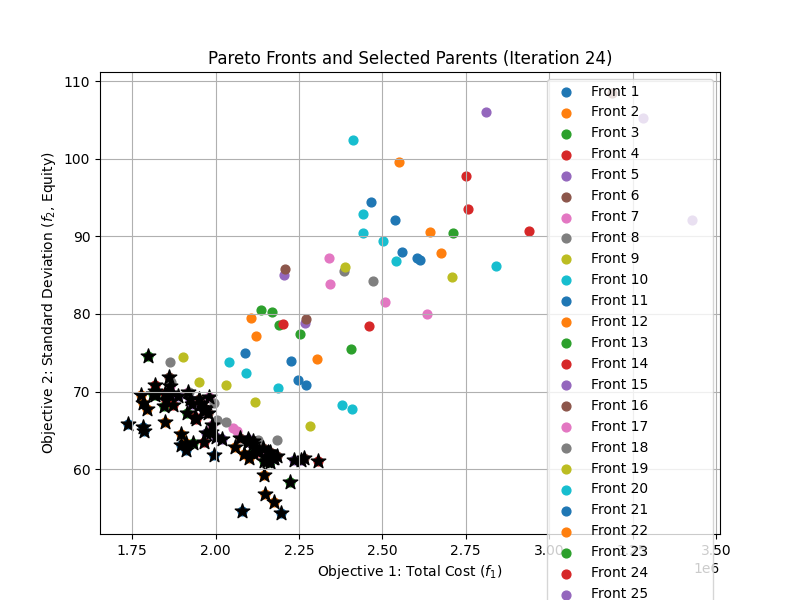 Pareto Fronts and Selected Parents (Iteration 24)
Objective 2: Standard Deviation (f₂, Equity)
110
100
90
80
70
60
1.75
2.00
2.25
2.50
2.75
3.00
3.50
1e6
Objective 1: Total Cost (f₁)
Front 1
Front 2
Front 3
Front 4
Front 5
Front 6
Front 7
Front 8
Front 9
Front 10
Front 11
Front 12
Front 13
Front 14
Front 15
Front 16
Front 17
Front 18
Front 19
Front 20
Front 21
Front 22
Front 23
Front 24
Front 25